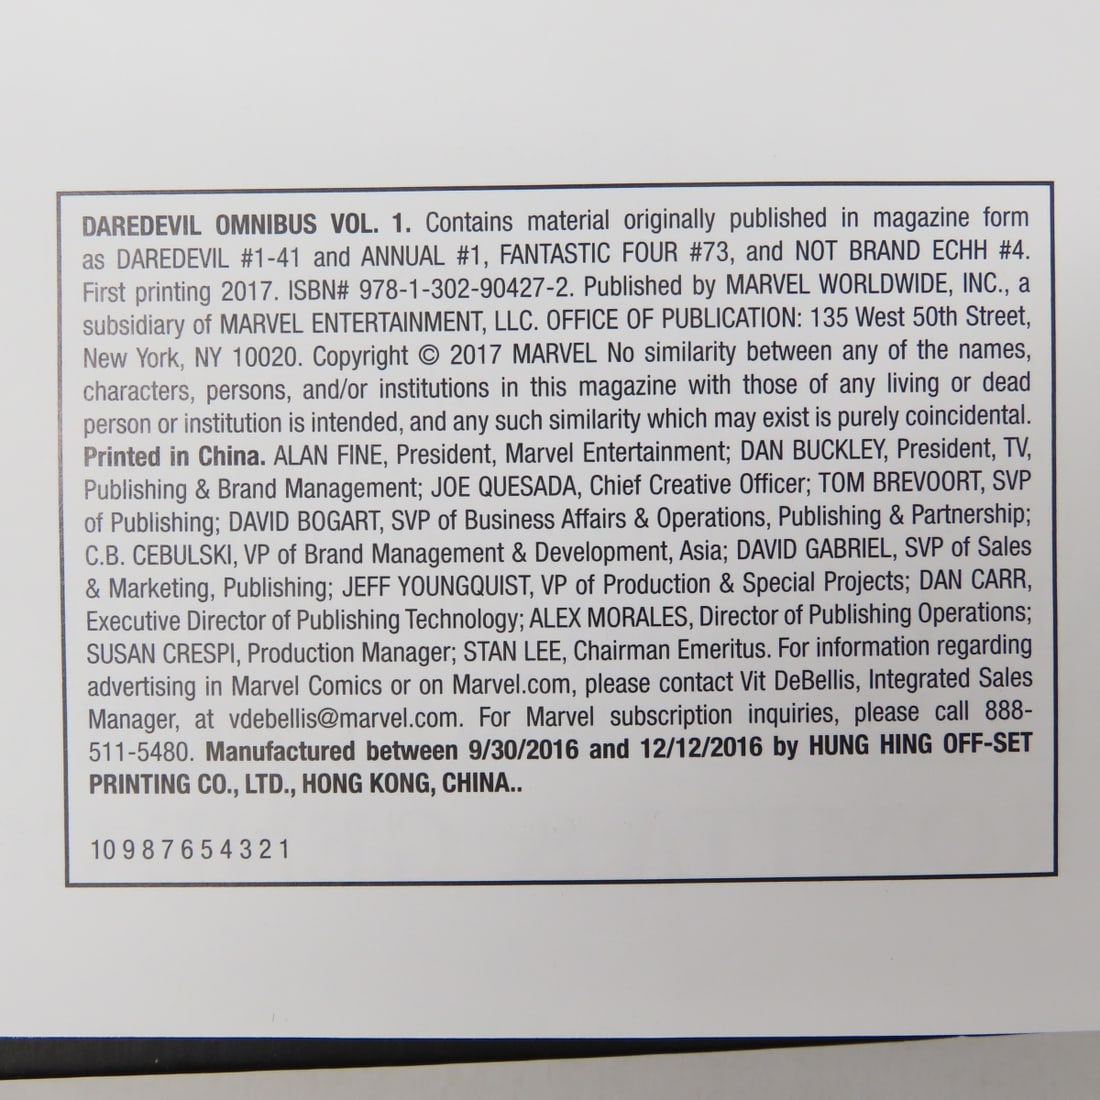 DAREDEVIL OMNIBUS VOL. 1. Contains material originally published in magazine form
as DAREDEVIL #1-41 and ANNUAL #1, FANTASTIC FOUR #73, and NOT BRAND ECHH #4.
First printing 2017. ISBN# 978-1-302-90427-2. Published by MARVEL WORLDWIDE, INC., a
subsidiary of MARVEL ENTERTAINMENT, LLC. OFFICE OF PUBLICATION: 135 West 50th Street,
New York, NY 10020. Copyright © 2017 MARVEL No similarity between any of the names,
characters, persons, and/or institutions in this magazine with those of any living or dead
person or institution is intended, and any such similarity which may exist is purely coincidental.
Printed in China. ALAN FINE, President, Marvel Entertainment; DAN BUCKLEY, President, TV,
Publishing & Brand Management; JOE QUESADA, Chief Creative Officer; TOM BREVOORT, SVP
of Publishing; DAVID BOGART, SVP of Business Affairs & Operations, Publishing & Partnership;
C.B. CEBULSKI, VP of Brand Management & Development, Asia; DAVID GABRIEL, SVP of Sales
& Marketing, Publishing; JEFF YOUNGQUIST, VP of Production & Special Projects; DAN CARR,
Executive Director of Publishing Technology; ALEX MORALES, Director of Publishing Operations;
SUSAN CRESPI, Production Manager; STAN LEE, Chairman Emeritus. For information regarding
advertising in Marvel Comics or on Marvel.com, please contact Vit DeBellis, Integrated Sales
Manager, at vdebellis@marvel.com. For Marvel subscription inquiries, please call 888-
511-5480. Manufactured between 9/30/2016 and 12/12/2016 by HUNG HING OFF-SET
PRINTING CO., LTD., HONG KONG, CHINA..
10 9 8 7 6 5 4 3 2 1